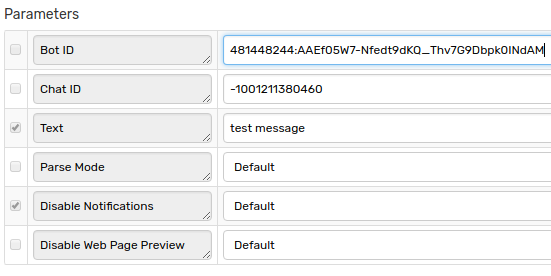 Parameters
Bot ID 481448244:AAEf05W7-Nfedt9dKQ_Thv7G9Dbpk0INdAM
Chat ID -1001211380460
Text test message
Parse Mode Default
Disable Notifications Default
Disable Web Page Preview Default